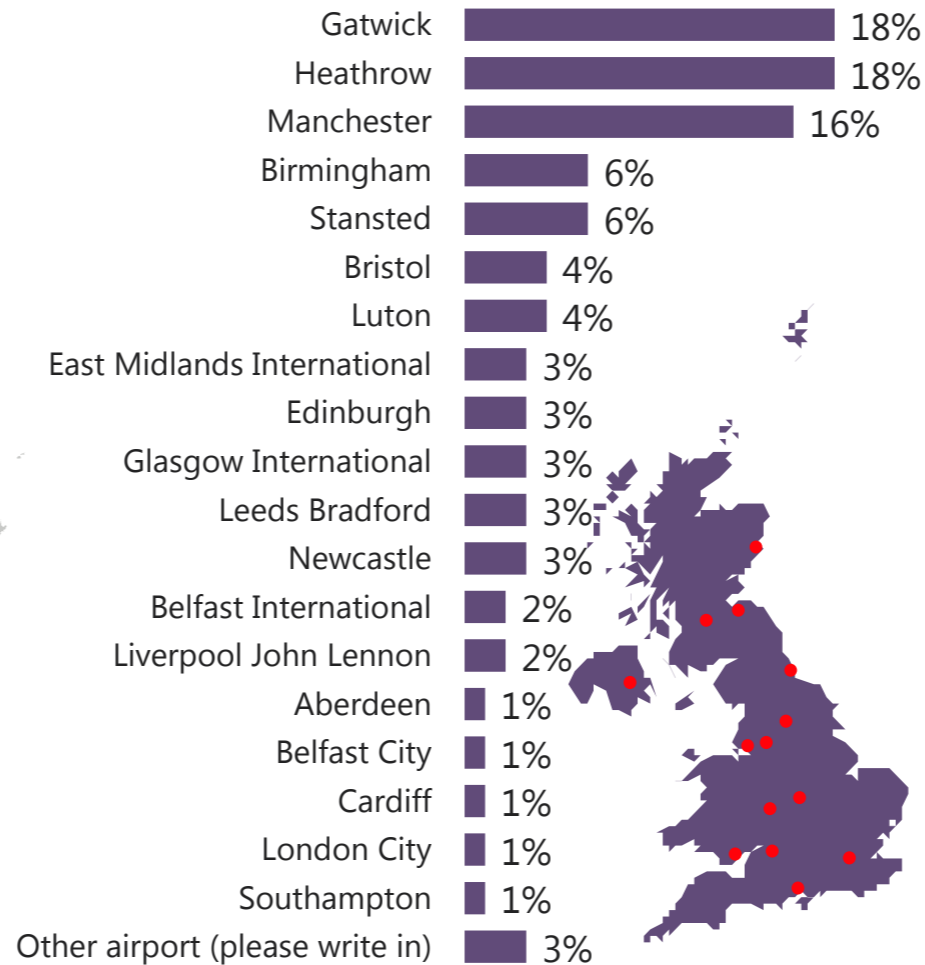 Gatwick 18%
Heathrow 18%
Manchester 16%
Birmingham 6%
Stansted 6%
Bristol 4%
Luton 4%
East Midlands International 3%
Edinburgh 3%
Glasgow International 3%
Leeds Bradford 3%
Newcastle 3%
Belfast International 2%
Liverpool John Lennon 2%
Aberdeen 1%
Belfast City 1%
Cardiff 1%
London City 1%
Southampton 1%
Other airport (please write in) 3%